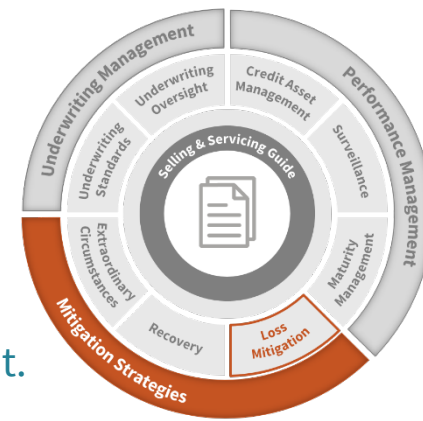 Underwriting Management
Performance Management
Mitigation Strategies
Underwriting
Oversight
Credit Asset
Management
Surveillance
Maturity
Management
Loss
Mitigation
Recovery
Extraordinary
Circumstances
Underwriting
Standards
Selling & Servicing Guide
t.